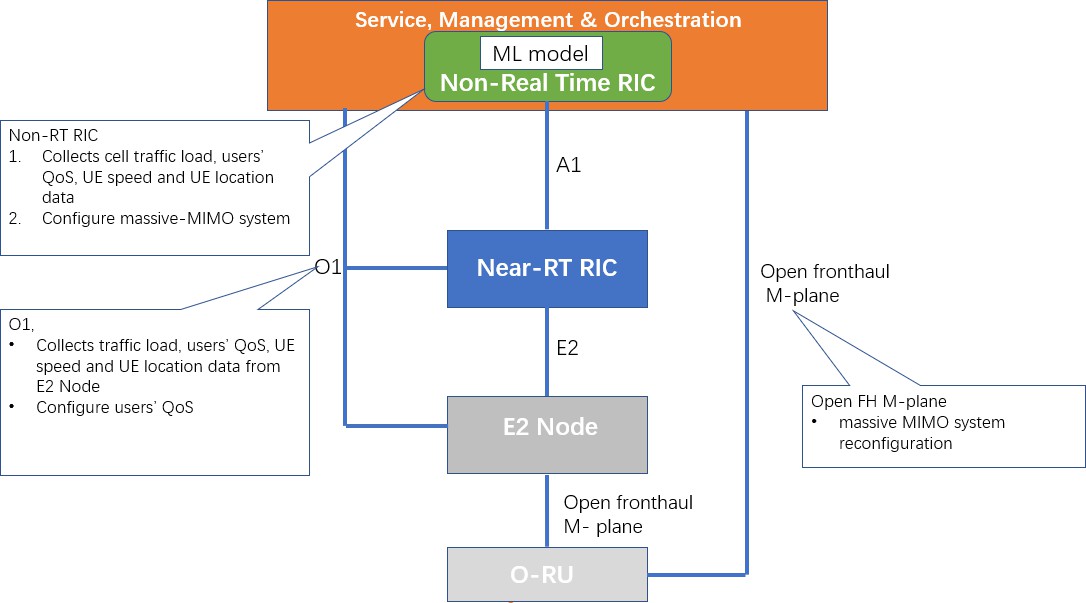 Service, Management & Orchestration
ML model
Non-Real Time RIC
Non-RT RIC
1. Collects cell traffic load, users’
QoS, UE speed and UE location
data
2. Configure massive-MIMO system
A1
O1
Near-RT RIC
Open fronthaul
M-plane
O1,
• Collects traffic load, users’ QoS, UE
speed and UE location data from
E2 Node
• Configure users’ QoS
E2
Open FH M-plane
• massive MIMO system
reconfiguration
E2 Node
Open fronthaul
M- plane
O-RU